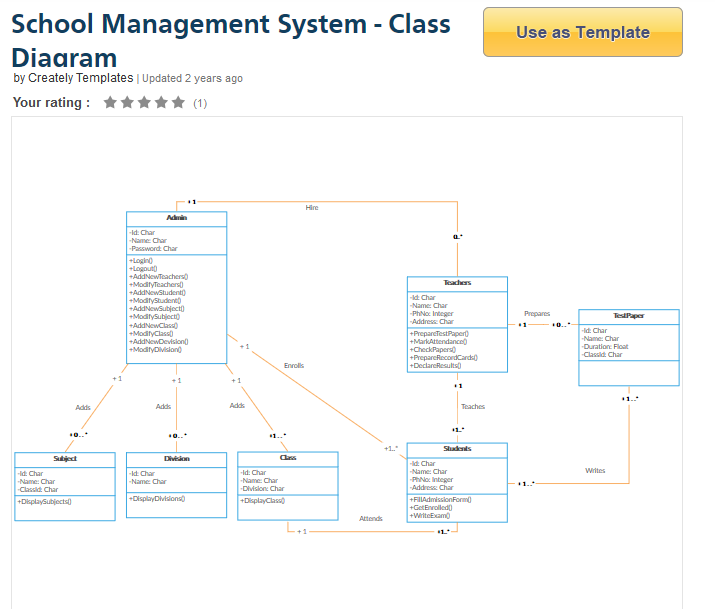 School Management System - Class
Diagram
Use as Template
by Creately Templates | Updated 2 years ago
Your rating : (1)
+1
Hire
0..*
Admin
-Id: Char
-Name: Char
-Password: Char
+Login()
+Logout()
+AddNewTeachers()
+ModifyTeachers()
+AddNewStudent()
+ModifyStudent()
+AddNewSubject()
+ModifySubject()
+AddNewClass()
+ModifyClass()
+AddNewDevision()
+ModifyDivision()
Teachers
-Id: Char
-Name: Char
-PhNo: Integer
-Address: Char
+PrepareTestPaper()
+MarkAttendance()
+CheckPapers()
+PrepareRecordCards()
+DeclareResults()
Prepares
+1
+0..*
TestPaper
-Id: Char
-Name: Char
-Duration: Float
-ClassId: Char
+1
Enrolls
+1..*
+1
Adds
+0..*
+1
Adds
+0..*
+1
Adds
+1..*
+1
Teaches
+1..*
+1..*
Writes
+1..*
Subject
-Id: Char
-Name: Char
-ClassId: Char
+DisplaySubjects()
Division
-Id: Char
-Name: Char
+DisplayDivisions()
Class
-Id: Char
-Name: Char
-Division: Char
+DisplayClass()
Students
-Id: Char
-Name: Char
-PhNo: Integer
-Address: Char
+FillAdmissionForm()
+GetEnrolled()
+WriteExam()
+1
Attends
+1..*